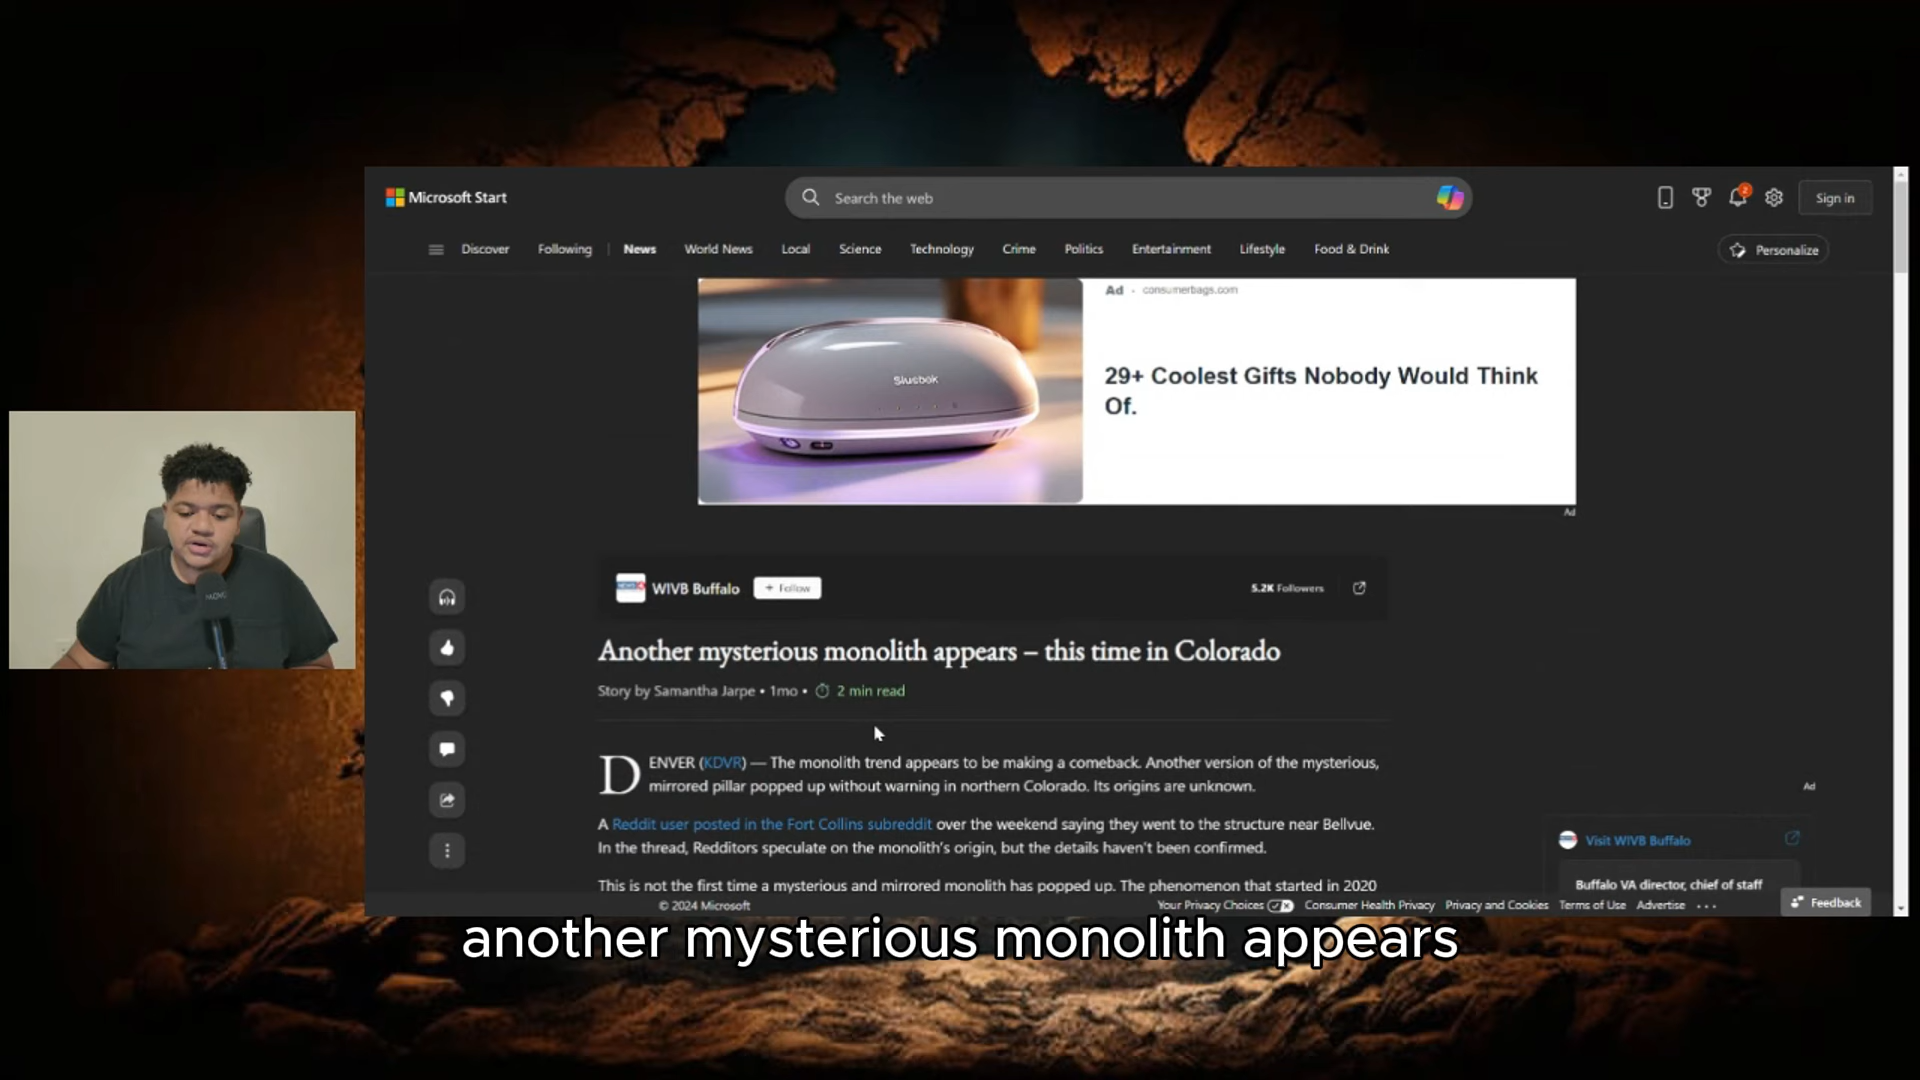 Microsoft Start
Search the web
2
Sign in
Discover
Following
News
World News
Local
Science
Technology
Crime
Politics
Entertainment
Lifestyle
Food & Drink
Personalize
Ad - consumerbags.com
29+ Coolest Gifts Nobody Would Think
Of.
Ad
WIVB Buffalo
+ Follow
5.2K Followers
Another mysterious monolith appears – this time in Colorado
Story by Samantha Jarpe • 1mo •
2 min read
DENVER (KDVR) — The monolith trend appears to be making a comeback. Another version of the mysterious,
mirrored pillar popped up without warning in northern Colorado. Its origins are unknown.
Ad
A Reddit user posted in the Fort Collins subreddit over the weekend saying they went to the structure near Bellvue.
In the thread, Redditors speculate on the monolith's origin, but the details haven't been confirmed.
Visit WIVB Buffalo
This is not the first time a mysterious and mirrored monolith has popped up. The phenomenon that started in 2020
Buffalo VA director, chief of staff
© 2024 Microsoft
Your Privacy Choices
Consumer Health Privacy
Privacy and Cookies
Terms of Use
Advertise
...
Feedback
another mysterious monolith appears